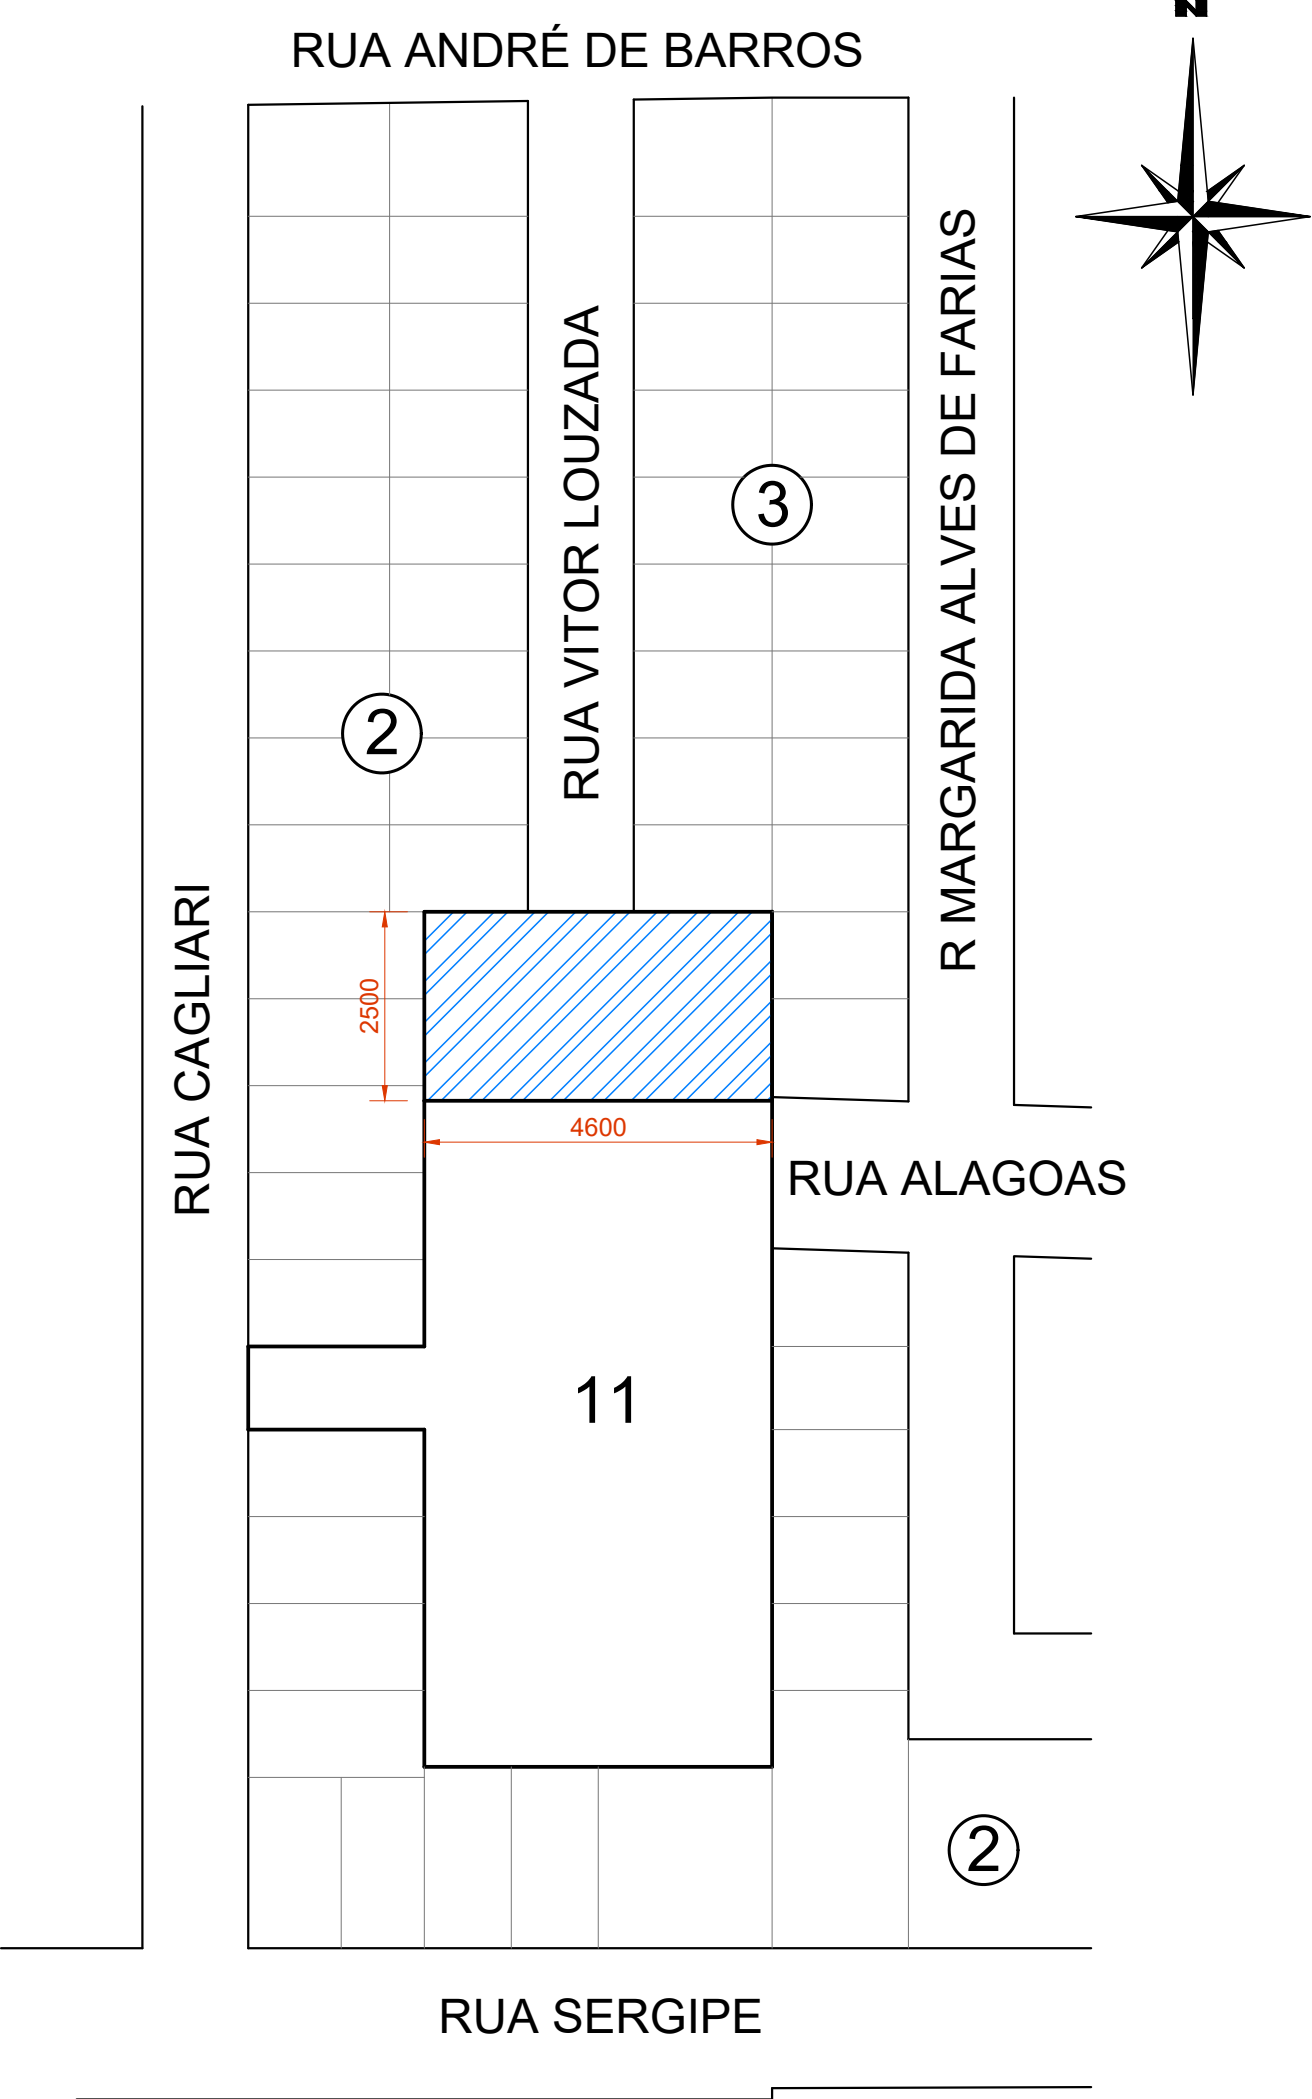 N
RUA ANDRÉ DE BARROS
RUA VITOR LOUZADA
R MARGARIDA ALVES DE FARIAS
3
2
RUA CAGLIARI
2500
4600
RUA ALAGOAS
11
2
RUA SERGIPE